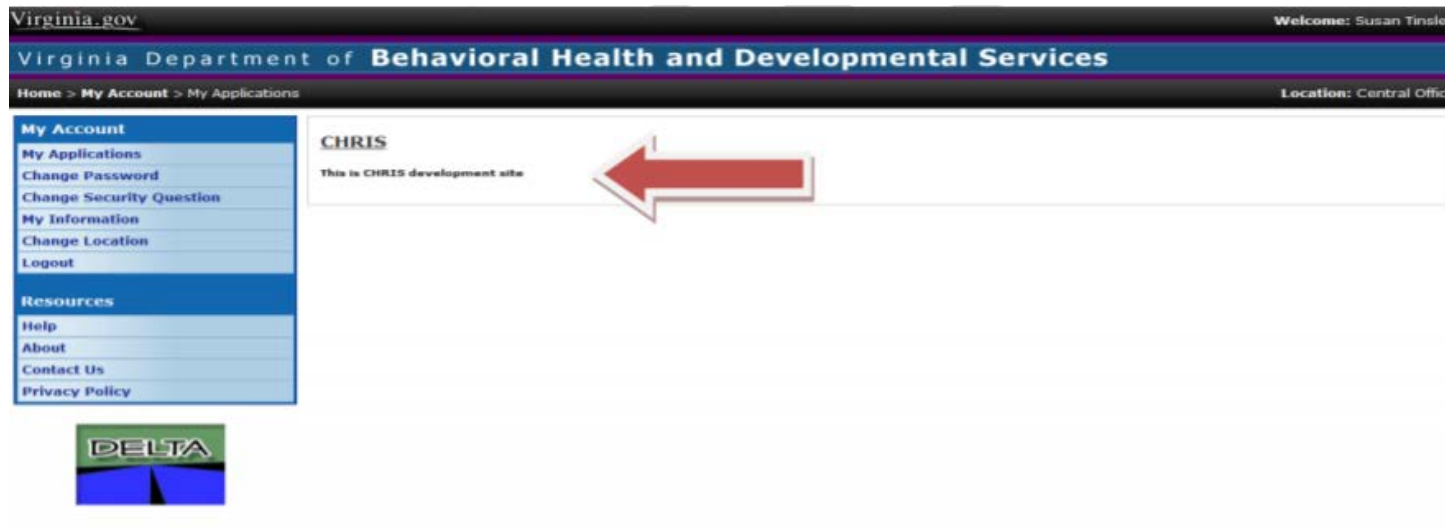 Virginia.gov
Welcome: Susan Tinsle
Virginia Department of Behavioral Health and Developmental Services
Home > My Account > My Applications
Location: Central Offic
My Account
My Applications
Change Password
Change Security Question
My Information
Change Location
Logout
Resources
Help
About
Contact Us
Privacy Policy
DELTA
CHRIS
This is CHRIS development site